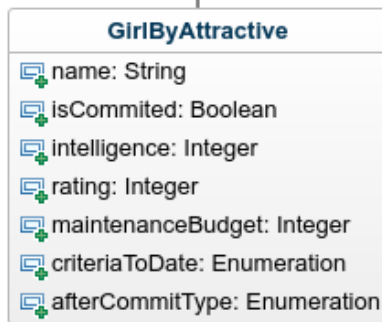 GirlByAttractive
name: String
isCommited: Boolean
intelligence: Integer
rating: Integer
maintenanceBudget: Integer
criteriaToDate: Enumeration
afterCommitType: Enumeration